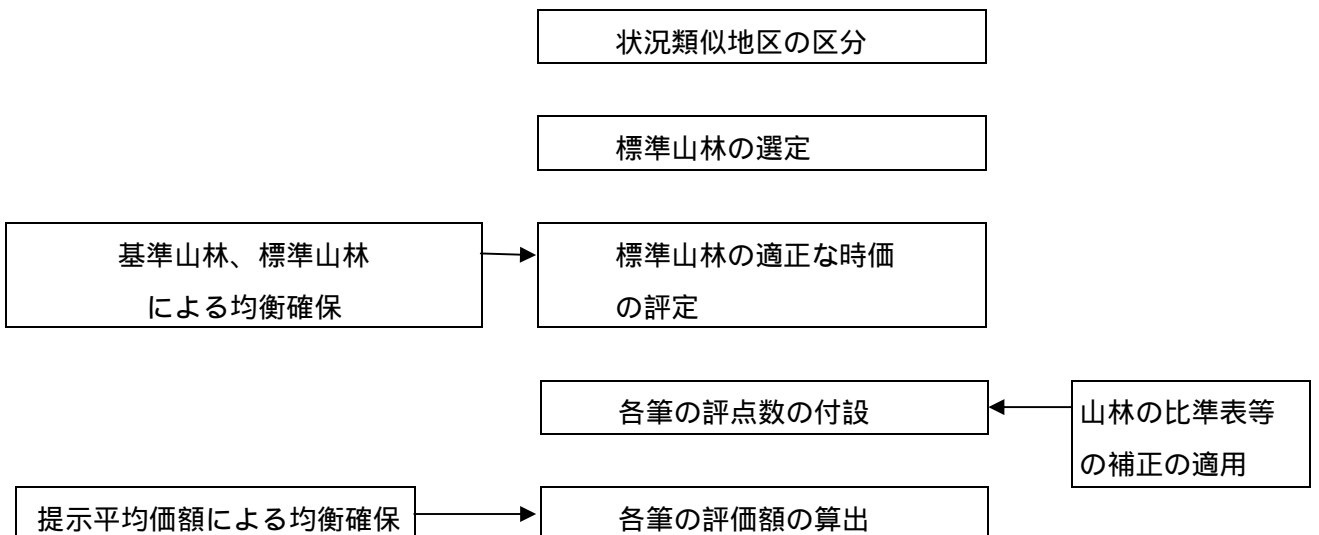 状況類似地区の区分
標準山林の選定
基準山林、標準山林
による均衡確保
標準山林の適正な時価
の評定
各筆の評点数の付設
山林の比準表等
の補正の適用
提示平均価額による均衡確保
各筆の評価額の算出